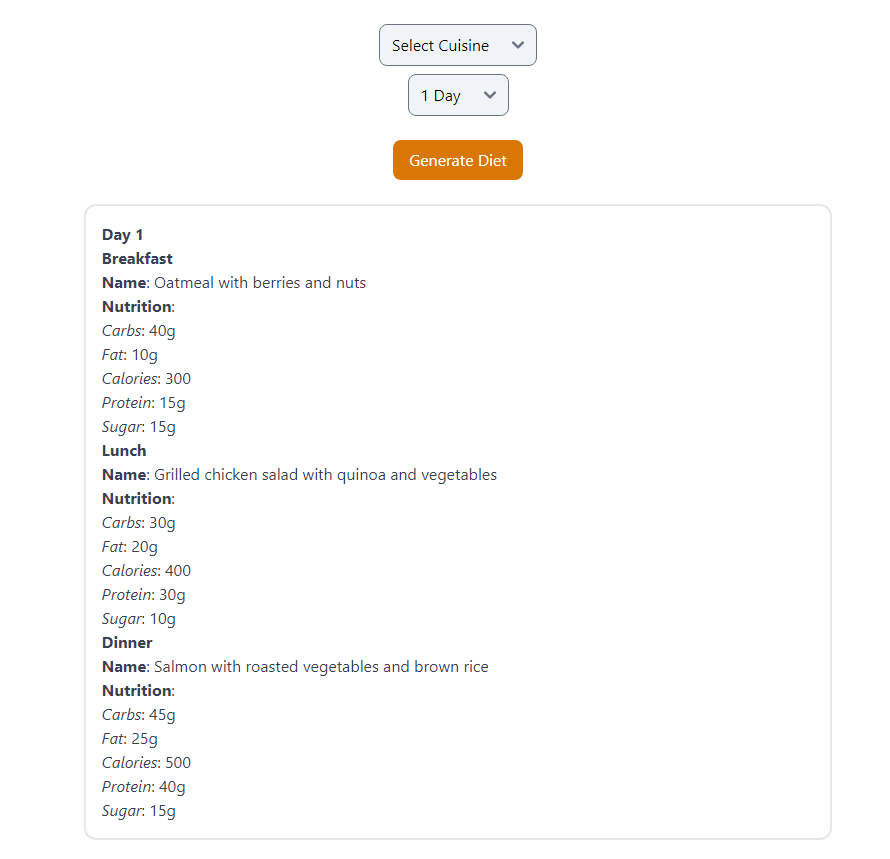 Select Cuisine
1 Day
Generate Diet
Day 1
Breakfast
Name: Oatmeal with berries and nuts
Nutrition:
Carbs: 40g
Fat: 10g
Calories: 300
Protein: 15g
Sugar: 15g
Lunch
Name: Grilled chicken salad with quinoa and vegetables
Nutrition:
Carbs: 30g
Fat: 20g
Calories: 400
Protein: 30g
Sugar: 10g
Dinner
Name: Salmon with roasted vegetables and brown rice
Nutrition:
Carbs: 45g
Fat: 25g
Calories: 500
Protein: 40g
Sugar: 15g